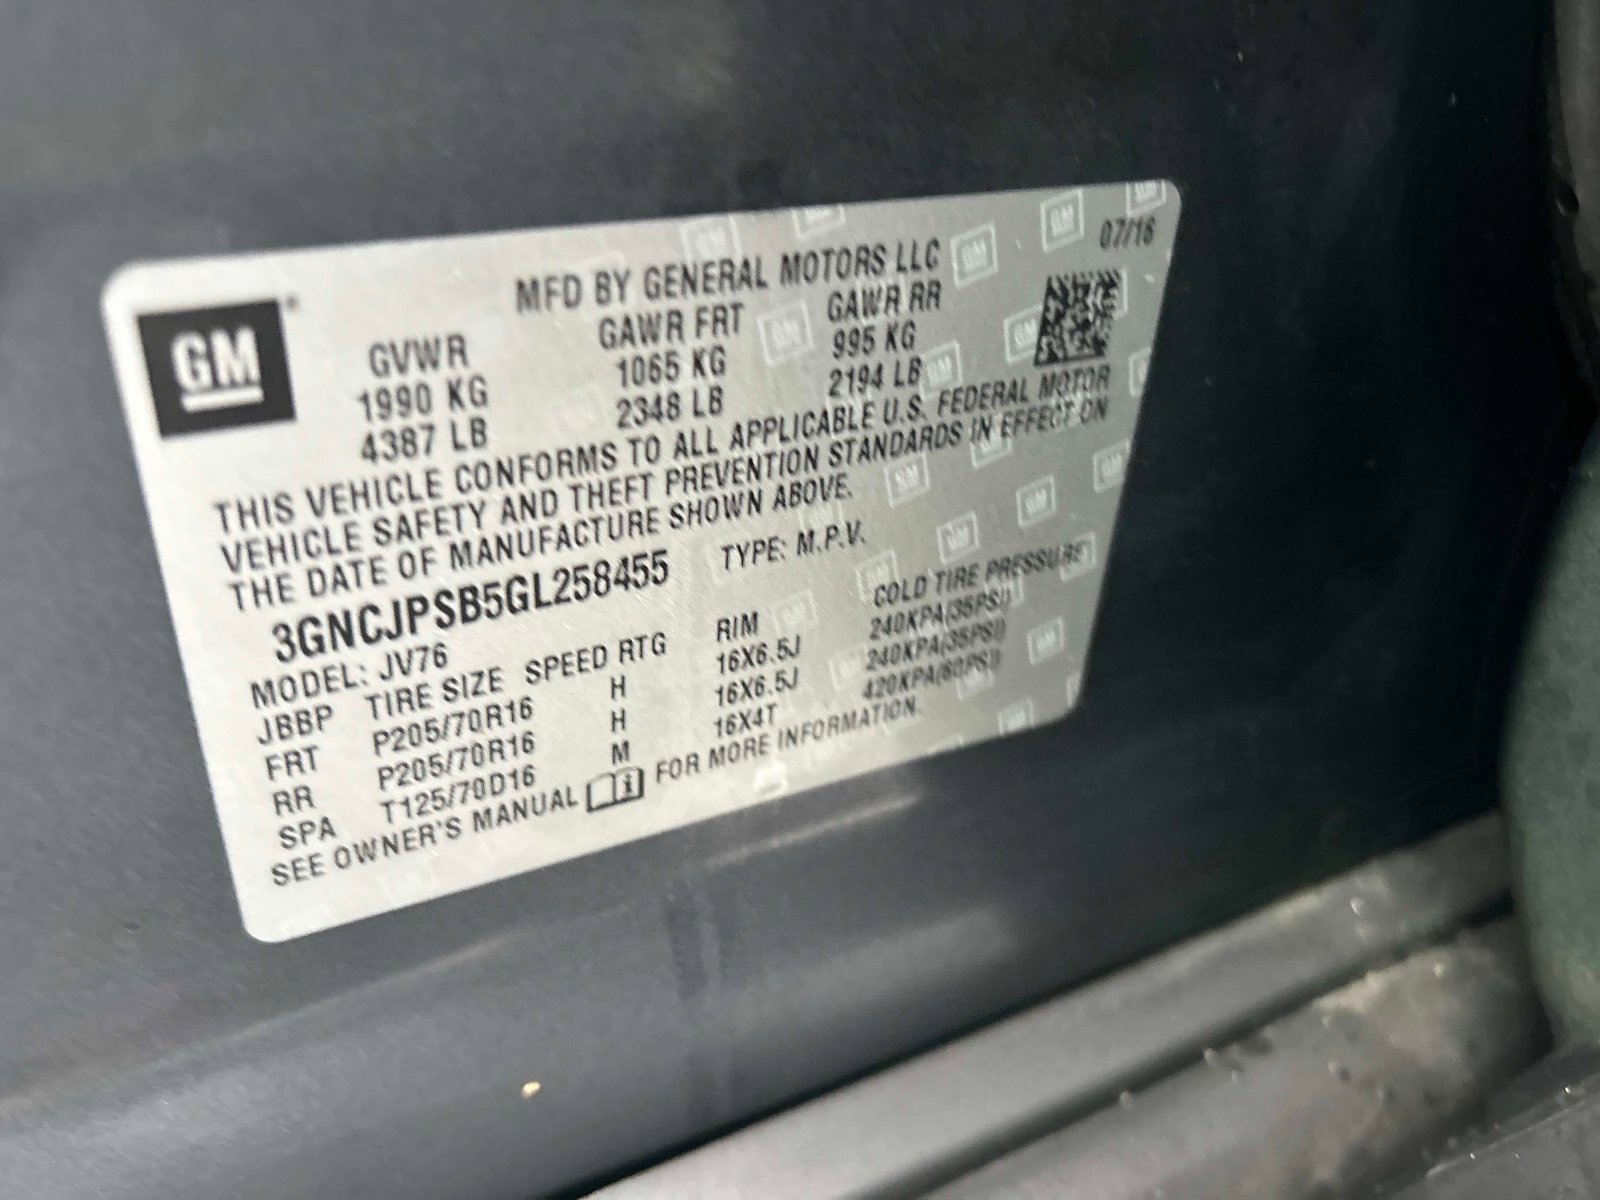 MFD BY GENERAL MOTORS LLC 07/16
GM
GVWR GAWR FRT GAWR RR
1990 KG 1065 KG 995 KG
4387 LB 2348 LB 2194 LB
THIS VEHICLE CONFORMS TO ALL APPLICABLE U.S. FEDERAL MOTOR
VEHICLE SAFETY AND THEFT PREVENTION STANDARDS IN EFFECT ON
THE DATE OF MANUFACTURE SHOWN ABOVE.
3GNCJPSB5GL258455 TYPE: M.P.V.
MODEL: JV76
JBBP TIRE SIZE SPEED RTG RIM COLD TIRE PRESSURE
FRT P205/70R16 H 16X6.5J 240KPA(35PSI)
RR P205/70R16 H 16X6.5J 240KPA(35PSI)
SPA T125/70D16 M 16X4T 420KPA(60PSI)
SEE OWNER'S MANUAL FOR MORE INFORMATION.